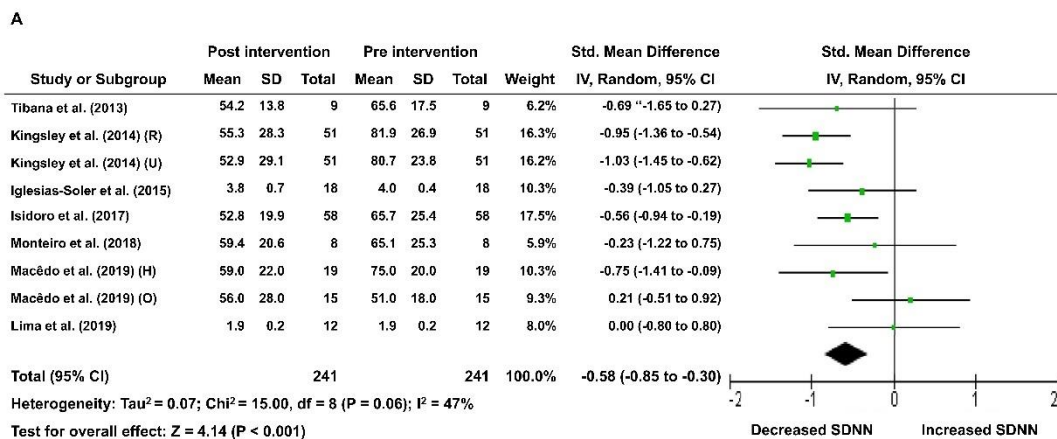 A
Post intervention Pre intervention Std. Mean Difference Std. Mean Difference
Study or Subgroup Mean SD Total Mean SD Total Weight IV, Random, 95% CI IV, Random, 95% CI
Tibana et al. (2013) 54.2 13.8 9 65.6 17.5 9 6.2% -0.69 "-1.65 to 0.27)
Kingsley et al. (2014) (R) 55.3 28.3 51 81.9 26.9 51 16.3% -0.95 (-1.36 to -0.54)
Kingsley et al. (2014) (U) 52.9 29.1 51 80.7 23.8 51 16.2% -1.03 (-1.45 to -0.62)
Iglesias-Soler et al. (2015) 3.8 0.7 18 4.0 0.4 18 10.3% -0.39 (-1.05 to 0.27)
Isidoro et al. (2017) 52.8 19.9 58 65.7 25.4 58 17.5% -0.56 (-0.94 to -0.19)
Monteiro et al. (2018) 59.4 20.6 8 65.1 25.3 8 5.9% -0.23 (-1.22 to 0.75)
Macêdo et al. (2019) (H) 59.0 22.0 19 75.0 20.0 19 10.3% -0.75 (-1.41 to -0.09)
Macêdo et al. (2019) (O) 56.0 28.0 15 51.0 18.0 15 9.3% 0.21 (-0.51 to 0.92)
Lima et al. (2019) 1.9 0.2 12 1.9 0.2 12 8.0% 0.00 (-0.80 to 0.80)
Total (95% CI) 241 241 100.0% -0.58 (-0.85 to -0.30)
Heterogeneity: Tau² = 0.07; Chi² = 15.00, df = 8 (P = 0.06); I² = 47%
Test for overall effect: Z = 4.14 (P < 0.001)
-2 -1 0 1 2
Decreased SDNN Increased SDNN